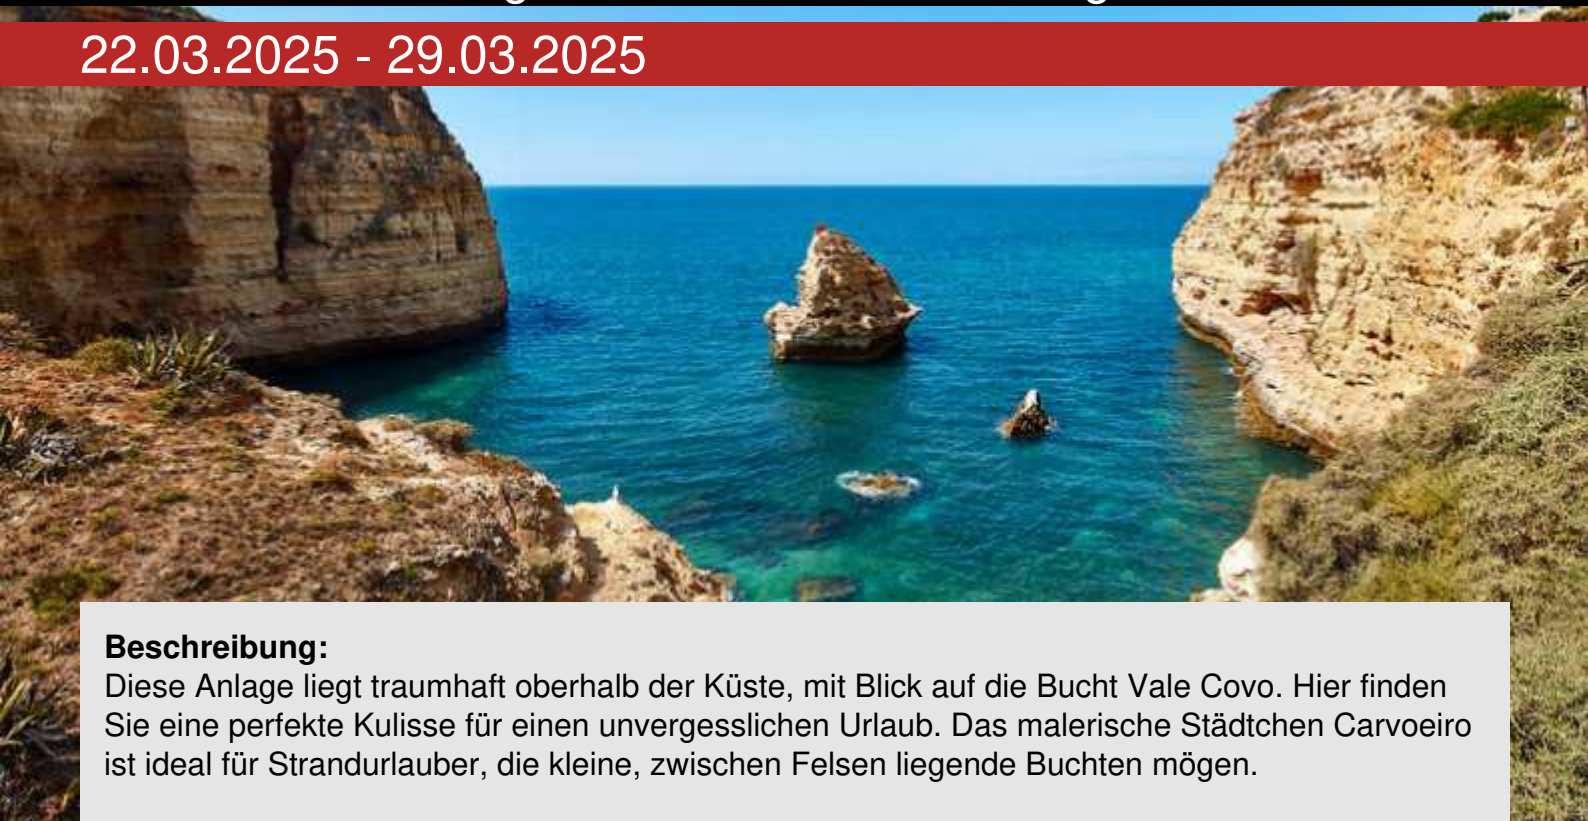 22.03.2025 - 29.03.2025
Beschreibung:
Diese Anlage liegt traumhaft oberhalb der Küste, mit Blick auf die Bucht Vale Covo. Hier finden
Sie eine perfekte Kulisse für einen unvergesslichen Urlaub. Das malerische Städtchen Carvoeiro
ist ideal für Strandurlauber, die kleine, zwischen Felsen liegende Buchten mögen.